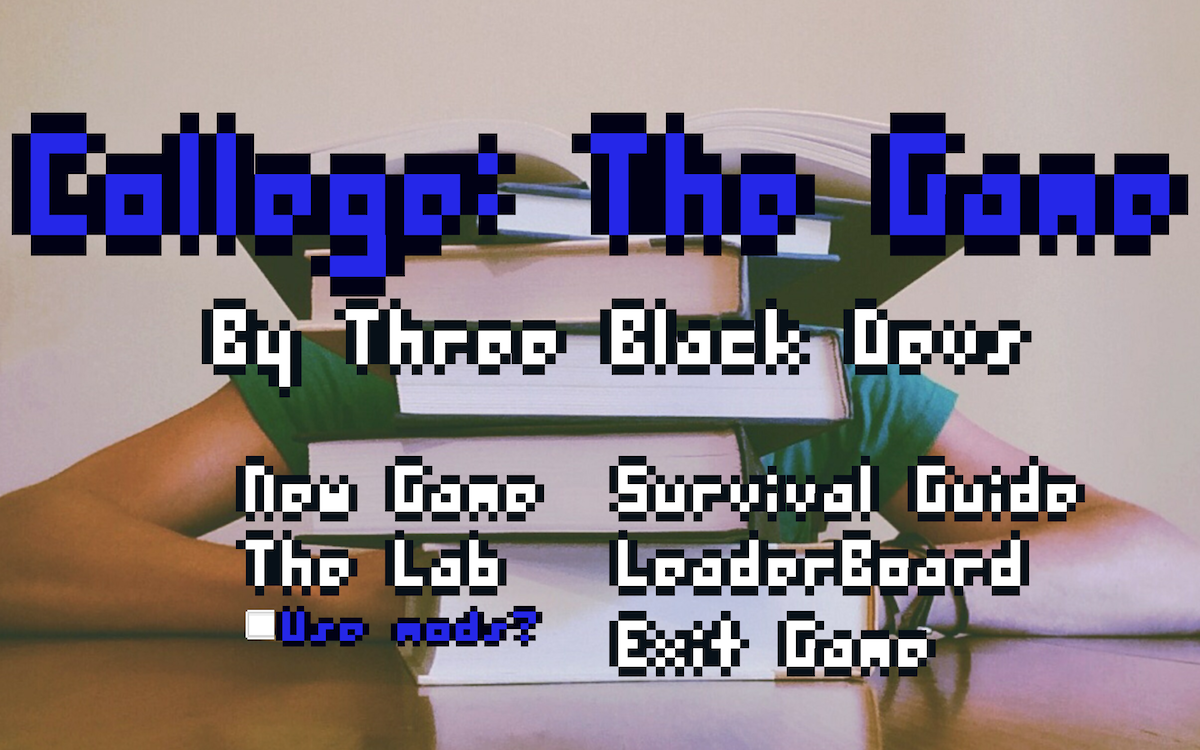 College: The Game
By Three Black Devs
New Game
The Lab
Use mods?
Survival Guide
LeaderBoard
Exit Game